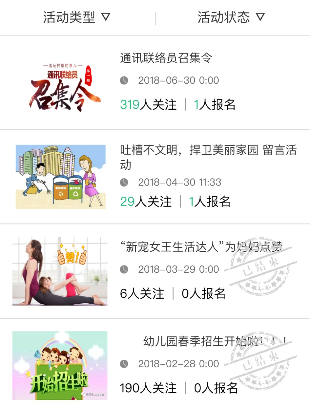 活动类型 ▽ | 活动状态 ▽
通讯联络员召集令
通讯联络员
召集令
2018-06-30 0:00
319人关注 | 1人报名
吐槽不文明，捍卫美丽家园 留言活动
2018-04-30 11:33
29人关注 | 1人报名
“新宠女王生活达人”为妈妈点赞
已结束
2018-03-29 0:00
6人关注 | 0人报名
幼儿园春季招生开始啦！！！
开始招生啦
已结束
2018-02-28 0:00
190人关注 | 0人报名